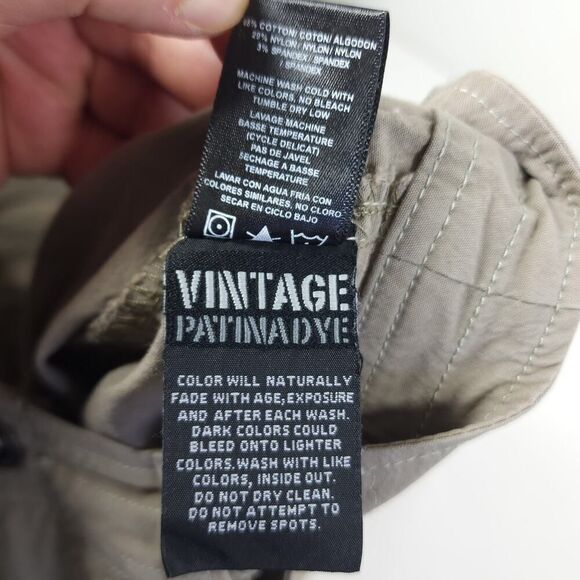 COTTON/ COTON/ ALGODON
20% NYLON/ NYLON/ NYLON
3% SPANDEX/ SPANDEX
/ SPANDEX
MACHINE WASH COLD WITH
LIKE COLORS, NO BLEACH
TUMBLE DRY LOW
LAVAGE MACHINE
BASSE TEMPERATURE
(CYCLE DELICAT)
PAS DE JAVEL
SECHAGE A BASSE
TEMPERATURE
LAVAR CON AGUA FRIA CON
COLORES SIMILARES, NO CLORO
SECAR EN CICLO BAJO
VINTAGE
PATINADYE
COLOR WILL NATURALLY
FADE WITH AGE,EXPOSURE
AND AFTER EACH WASH.
DARK COLORS COULD
BLEED ONTO LIGHTER
COLORS.WASH WITH LIKE
COLORS, INSIDE OUT.
DO NOT DRY CLEAN.
DO NOT ATTEMPT TO
REMOVE SPOTS.